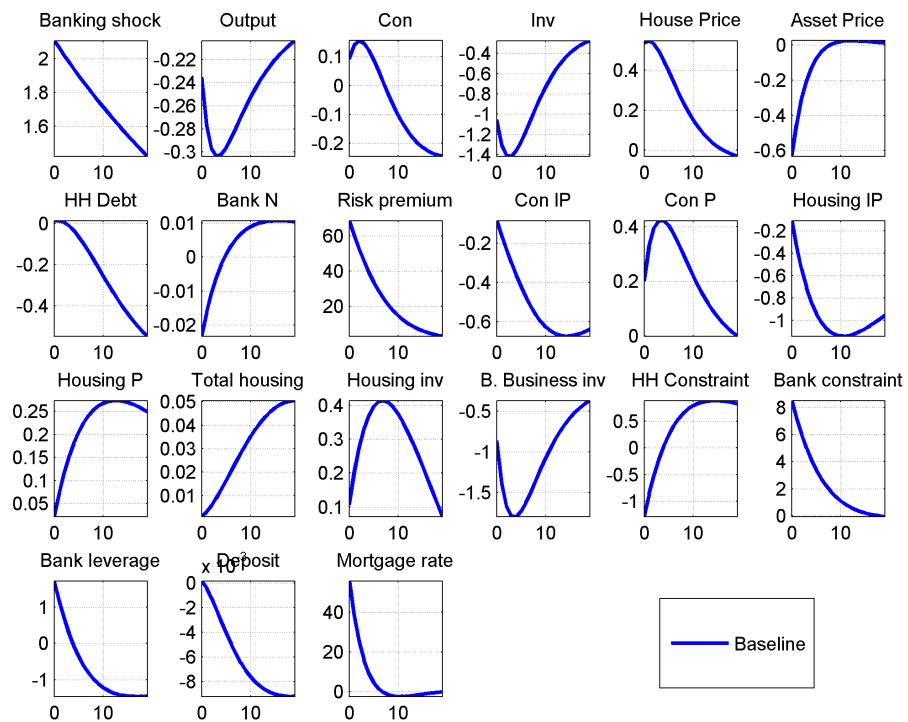 Banking shock Output Con Inv House Price Asset Price
2 1.8 1.6 0 10
-0.22 -0.24 -0.26 -0.28 -0.3 0 10
0.1 0 -0.1 -0.2 0 10
-0.4 -0.6 -0.8 -1 -1.2 -1.4 0 10
0.4 0.2 0 0 10
0 -0.2 -0.4 -0.6 0 10
HH Debt Bank N Risk premium Con IP Con P Housing IP
0 -0.2 -0.4 0 10
0.01 0 -0.01 -0.02 0 10
60 40 20 0 10
-0.2 -0.4 -0.6 0 10
0.4 0.2 0 0 10
-0.2 -0.4 -0.6 -0.8 -1 0 10
Housing P Total housing Housing inv B. Business inv HH Constraint Bank constraint
0.25 0.2 0.15 0.1 0.05 0 10
0.05 0.04 0.03 0.02 0.01 0 10
0.4 0.3 0.2 0.1 0 10
-0.5 -1 -1.5 0 10
0.5 0 -0.5 -1 0 10
8 6 4 2 0 0 10
Bank leverage Deposit Mortgage rate
1 0 -1 0 10
0 -2 -4 -6 -8 0 10
40 20 0 0 10
Baseline